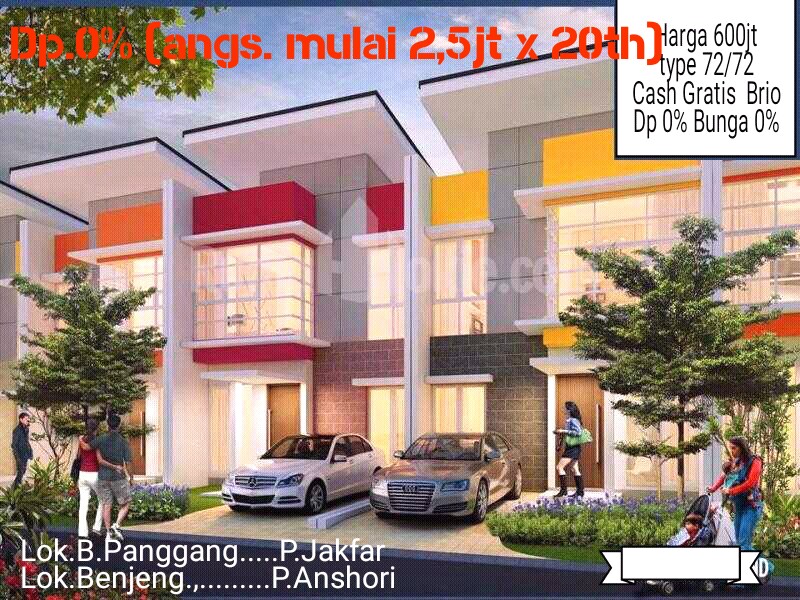 Dp.0% (angs. mulai 2,5jt x 20th)
Harga 600jt
type 72/72
Cash Gratis Brio
Dp 0% Bunga 0%
Lok.B.Panggang.....P.Jakfar
Lok.Benjeng.,.........P.Anshori